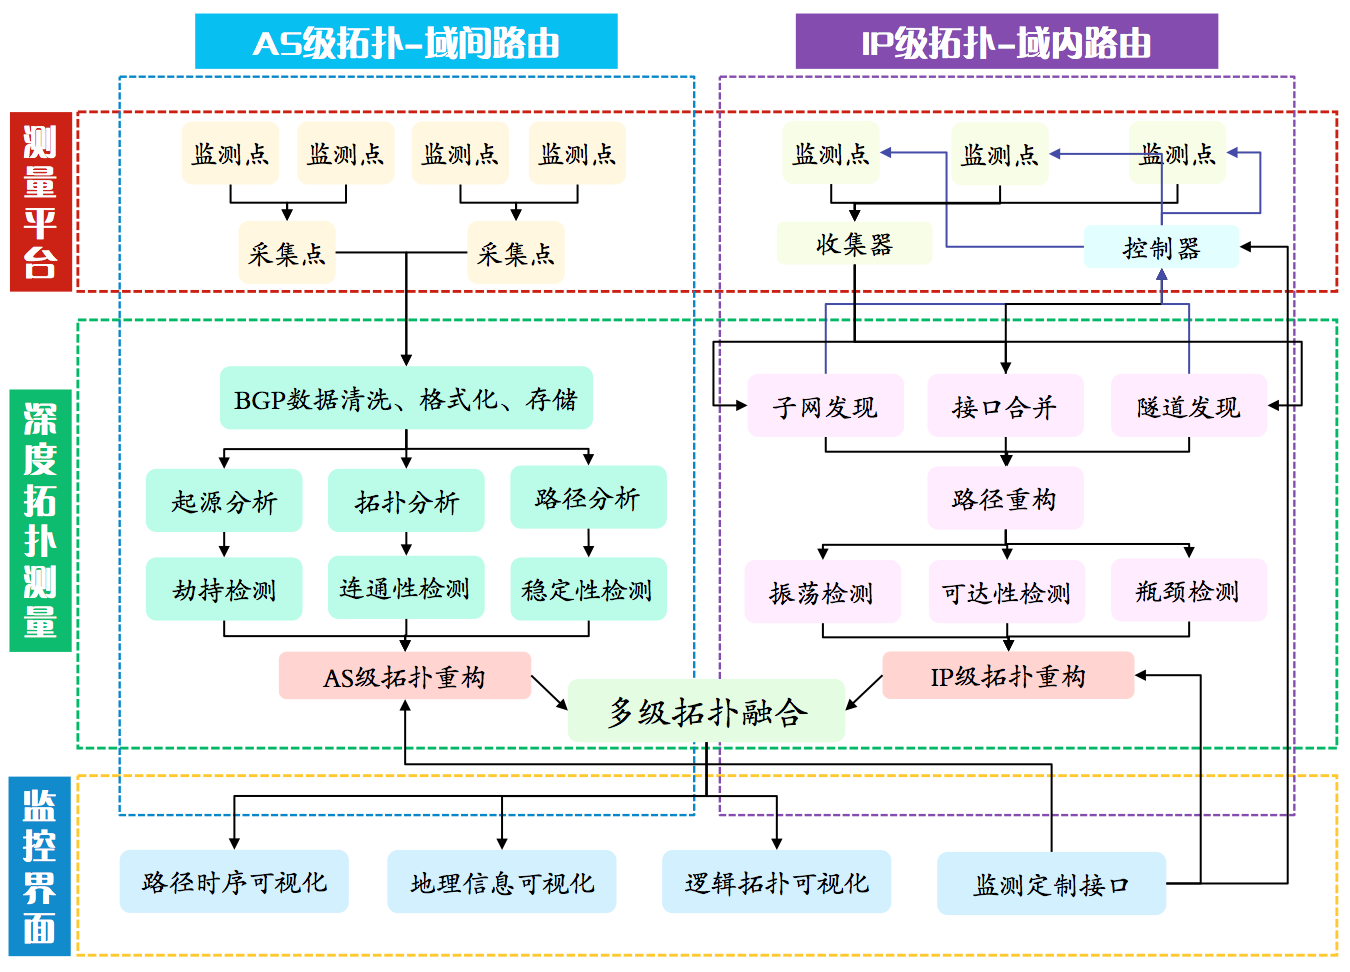 AS级拓扑-域间路由
IP级拓扑-域内路由
测量平台
监测点
监测点
监测点
监测点
监测点
监测点
监测点
采集点
采集点
收集器
控制器
深度拓扑测量
BGP数据清洗、格式化、存储
子网发现
接口合并
隧道发现
起源分析
拓扑分析
路径分析
路径重构
劫持检测
连通性检测
稳定性检测
振荡检测
可达性检测
瓶颈检测
AS级拓扑重构
IP级拓扑重构
多级拓扑融合
监控界面
路径时序可视化
地理信息可视化
逻辑拓扑可视化
监测定制接口